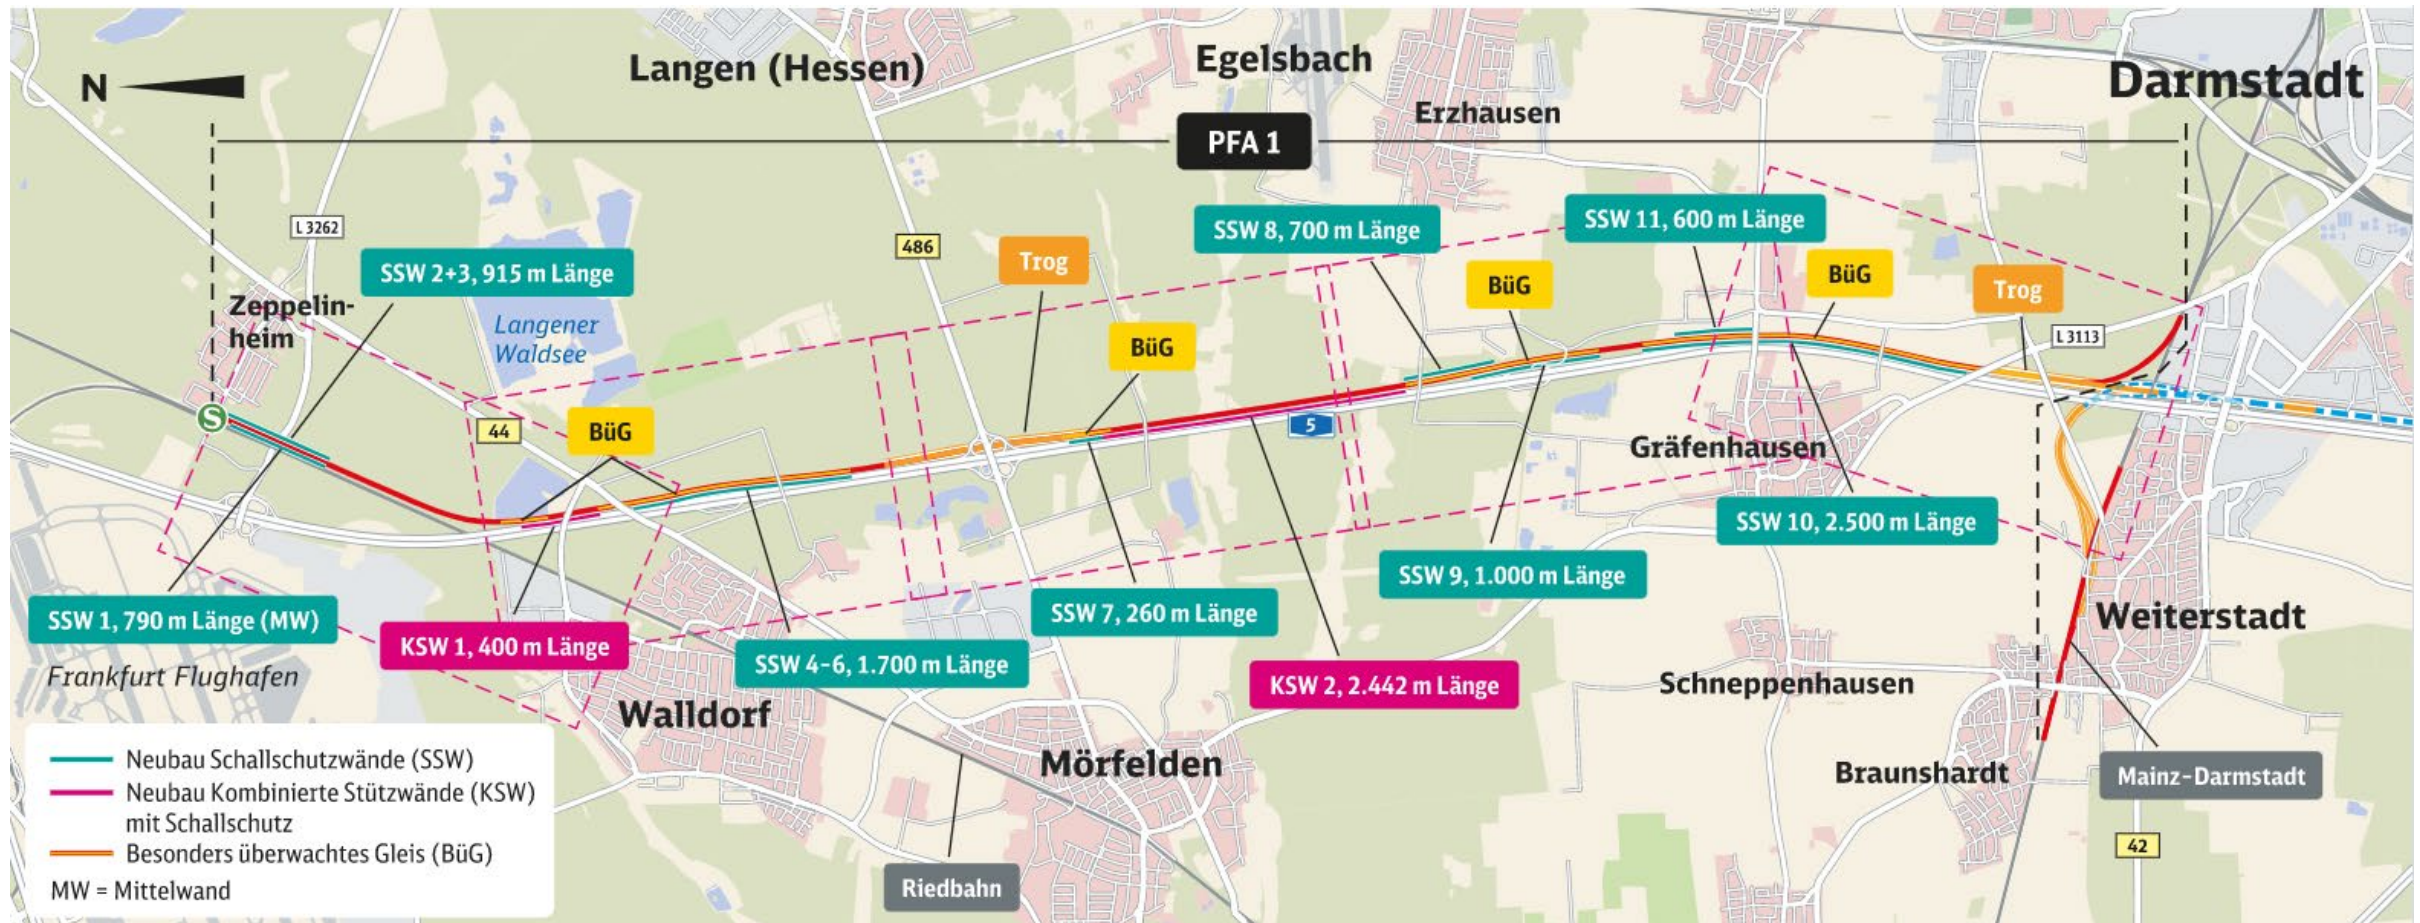 Langen (Hessen)
Egelsbach
Darmstadt
N
Erzhausen
PFA 1
L 3262
SSW 2+3, 915 m Länge
486
Trog
SSW 8, 700 m Länge
SSW 11, 600 m Länge
BüG
BüG
Trog
Zeppelin-
heim
Langener
Waldsee
BüG
L 3113
S
44
BüG
5
Gräfenhausen
SSW 10, 2.500 m Länge
SSW 9, 1.000 m Länge
SSW 1, 790 m Länge (MW)
KSW 1, 400 m Länge
SSW 7, 260 m Länge
Weiterstadt
SSW 4-6, 1.700 m Länge
KSW 2, 2.442 m Länge
Frankfurt Flughafen
Schneppenhausen
Walldorf
Mörfelden
Braunshardt
Mainz-Darmstadt
42
Riedbahn
Neubau Schallschutzwände (SSW)
Neubau Kombinierte Stützwände (KSW)
mit Schallschutz
Besonders überwachtes Gleis (BüG)
MW = Mittelwand